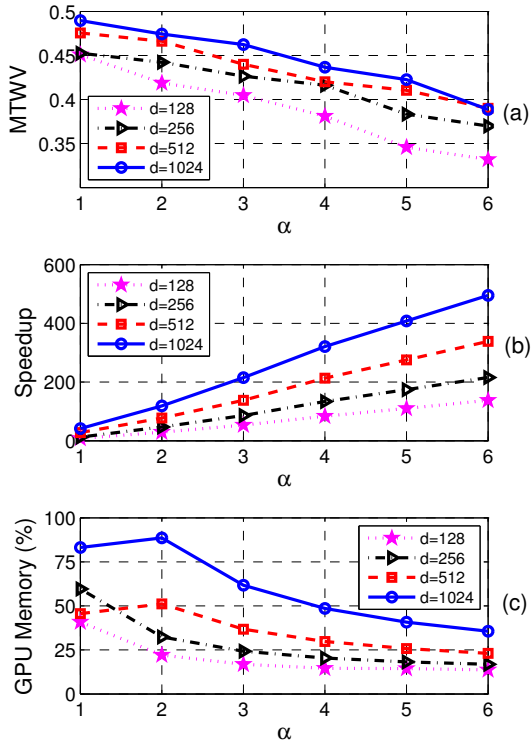 0.5
0.45
0.4
0.35
MTWV
d=128
d=256
d=512
d=1024
1 2 3 4 5 6
α
(a)
600
400
200
0
Speedup
d=128
d=256
d=512
d=1024
1 2 3 4 5 6
α
(b)
100
75
50
25
0
GPU Memory (%)
d=128
d=256
d=512
d=1024
1 2 3 4 5 6
α
(c)